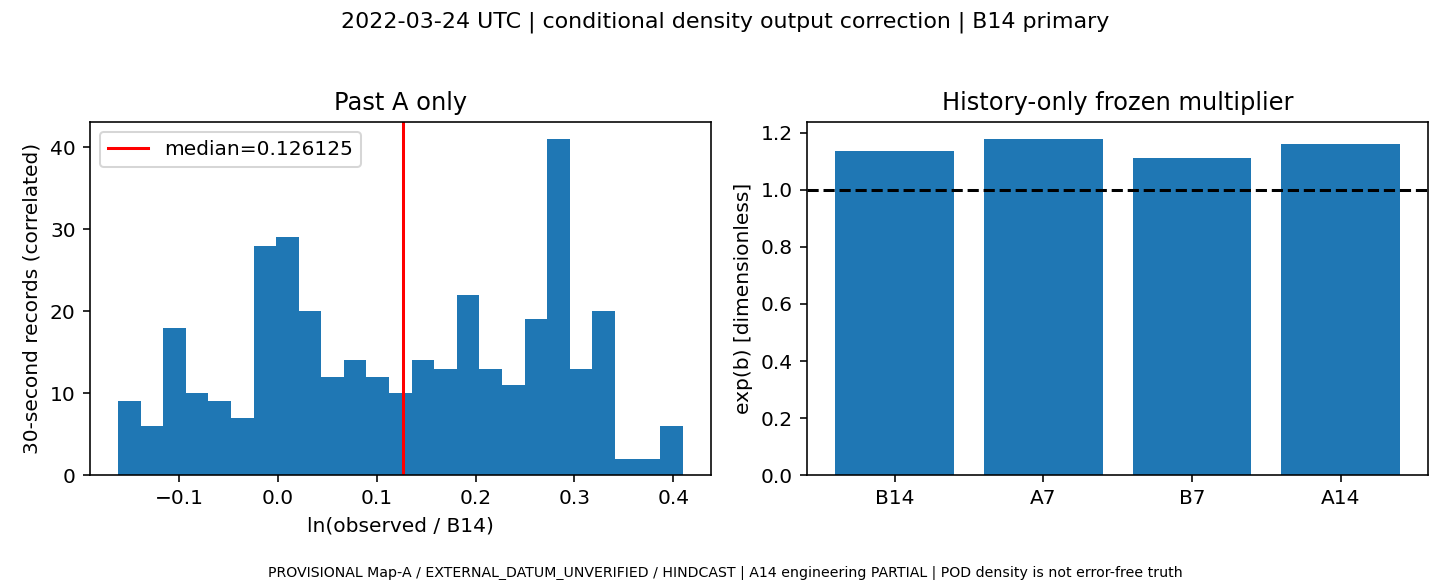 2022-03-24 UTC | conditional density output correction | B14 primary
Past A only
median=0.126125
30-second records (correlated)
40
30
20
10
0
−0.1
0.0
0.1
0.2
0.3
0.4
ln(observed / B14)
History-only frozen multiplier
exp(b) [dimensionless]
1.2
1.0
0.8
0.6
0.4
0.2
0.0
B14
A7
B7
A14
PROVISIONAL Map-A / EXTERNAL_DATUM_UNVERIFIED / HINDCAST | A14 engineering PARTIAL | POD density is not error-free truth